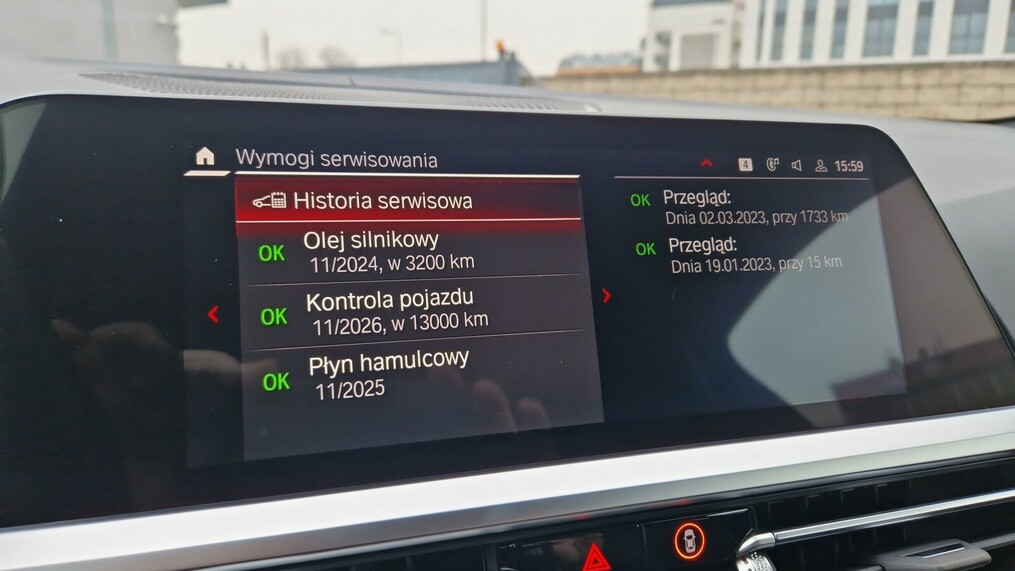 Wymogi serwisowania
4
15:59
Historia serwisowa
OK Olej silnikowy
11/2024, w 3200 km
OK Kontrola pojazdu
11/2026, w 13000 km
OK Płyn hamulcowy
11/2025
OK Przegląd:
Dnia 02.03.2023, przy 1733 km
OK Przegląd:
Dnia 19.01.2023, przy 15 km